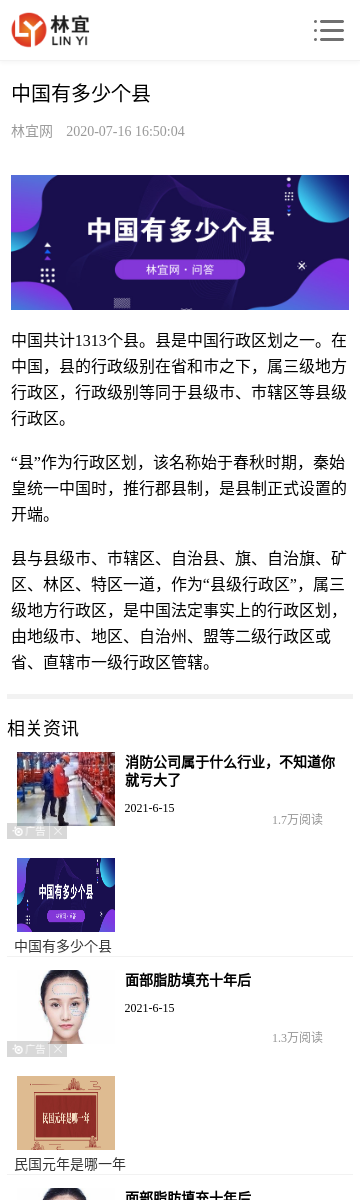 林宜
LIN YI
中国有多少个县
林宜网 2020-07-16 16:50:04
中国有多少个县
林宜网·问答
中国共计1313个县。县是中国行政区划之一。在
中国，县的行政级别在省和市之下，属三级地方
行政区，行政级别等同于县级市、市辖区等县级
行政区。
“县”作为行政区划，该名称始于春秋时期，秦始
皇统一中国时，推行郡县制，是县制正式设置的
开端。
县与县级市、市辖区、自治县、旗、自治旗、矿
区、林区、特区一道，作为“县级行政区”，属三
级地方行政区，是中国法定事实上的行政区划，
由地级市、地区、自治州、盟等二级行政区或
省、直辖市一级行政区管辖。
相关资讯
消防公司属于什么行业，不知道你
就亏大了
2021-6-15
1.7万阅读
广告
中国有多少个县
中国有多少个县
面部脂肪填充十年后
2021-6-15
1.3万阅读
广告
民国元年是哪一年
民国元年是哪一年
面部脂肪填充十年后